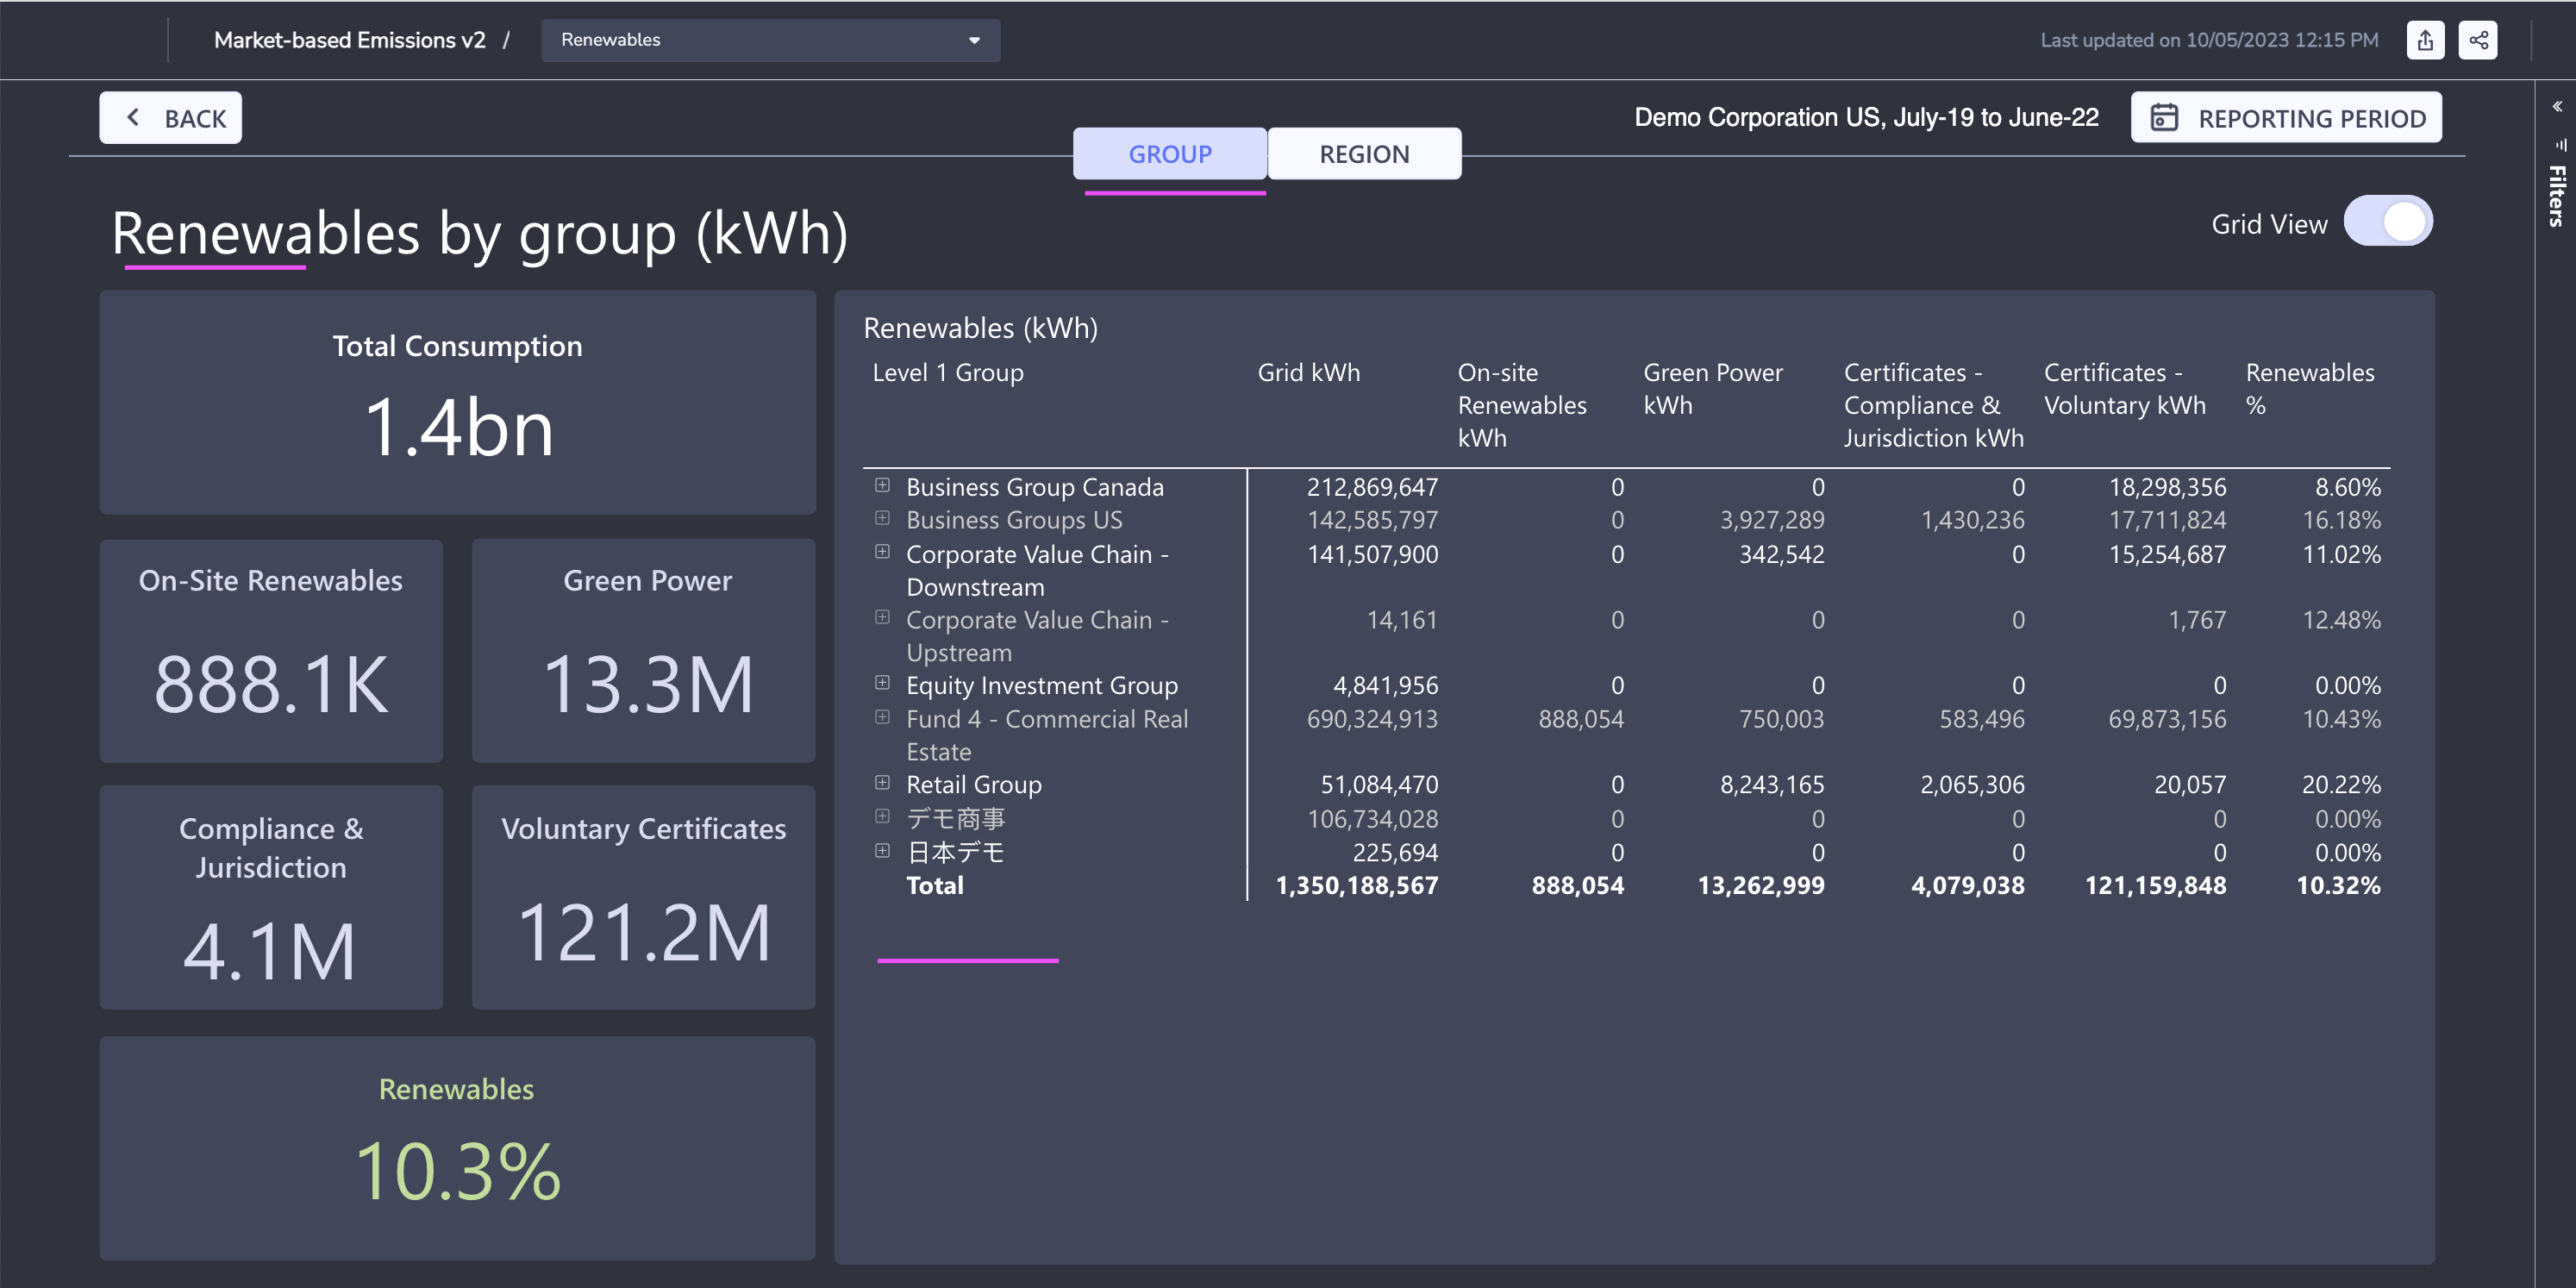 Market-based Emissions v2 / Renewables Last updated on 10/05/2023 12:15 PM
BACK
Demo Corporation US, July-19 to June-22
REPORTING PERIOD
GROUP REGION
Filters
Renewables by group (kWh)
Grid View
Total Consumption
1.4bn
On-Site Renewables
888.1K
Green Power
13.3M
Compliance &
Jurisdiction
4.1M
Voluntary Certificates
121.2M
Renewables
10.3%
Renewables (kWh)
Level 1 Group
Grid kWh
On-site
Renewables
kWh
Green Power
kWh
Certificates -
Compliance &
Jurisdiction kWh
Certificates -
Voluntary kWh
Renewables
%
Business Group Canada 212,869,647 0 0 0 18,298,356 8.60%
Business Groups US 142,585,797 0 3,927,289 1,430,236 17,711,824 16.18%
Corporate Value Chain - 141,507,900 0 342,542 0 15,254,687 11.02%
Downstream
Corporate Value Chain - 14,161 0 0 0 1,767 12.48%
Upstream
Equity Investment Group 4,841,956 0 0 0 0 0.00%
Fund 4 - Commercial Real 690,324,913 888,054 750,003 583,496 69,873,156 10.43%
Estate
Retail Group 51,084,470 0 8,243,165 2,065,306 20,057 20.22%
デモ商事 106,734,028 0 0 0 0 0.00%
日本デモ 225,694 0 0 0 0 0.00%
Total 1,350,188,567 888,054 13,262,999 4,079,038 121,159,848 10.32%